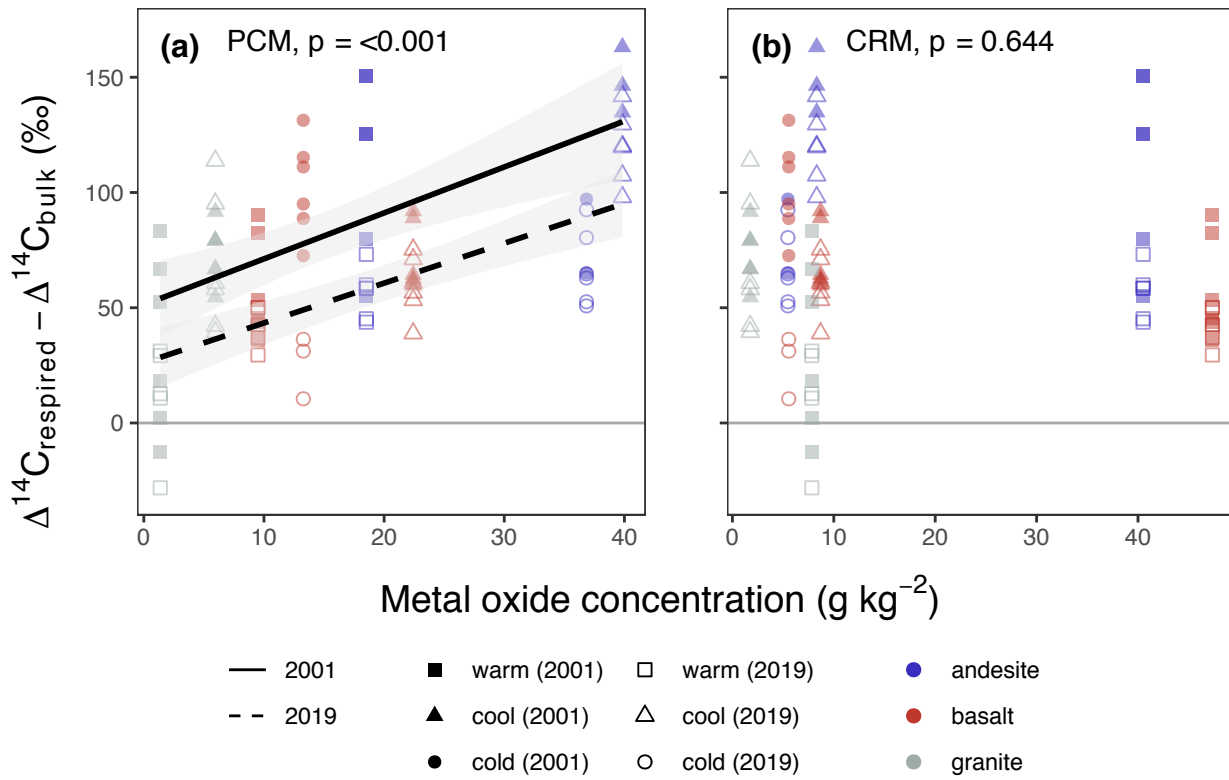 (a) PCM, p = <0.001
(b) CRM, p = 0.644
Δ¹⁴Crespired − Δ¹⁴Cbulk (‰)
150
100
50
0
0 10 20 30 40
0 10 20 30 40
Metal oxide concentration (g kg⁻²)
2001 warm (2001) warm (2019) andesite
2019 cool (2001) cool (2019) basalt
cold (2001) cold (2019) granite